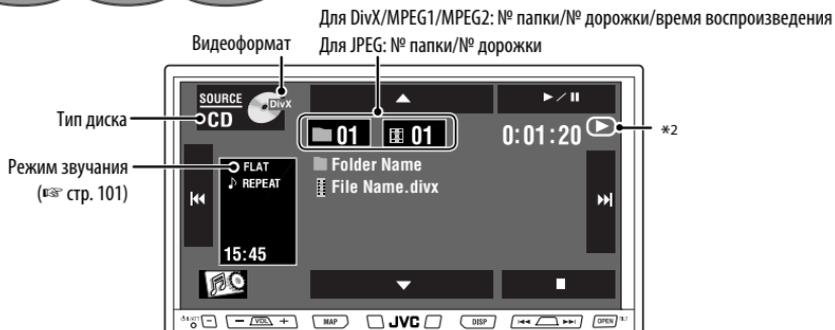 Для DivX/MPEG1/MPEG2: № папки/№ дорожки/время воспроизведения
Видеоформат
Для JPEG: № папки/№ дорожки
SOURCE
DivX
CD
Тип диска
01
01
0:01:20
*2
Режим звучания
(☞ стр. 101)
FLAT
REPEAT
Folder Name
File Name.divx
15:45
VOL
MAP
JVC
DISP
OPEN